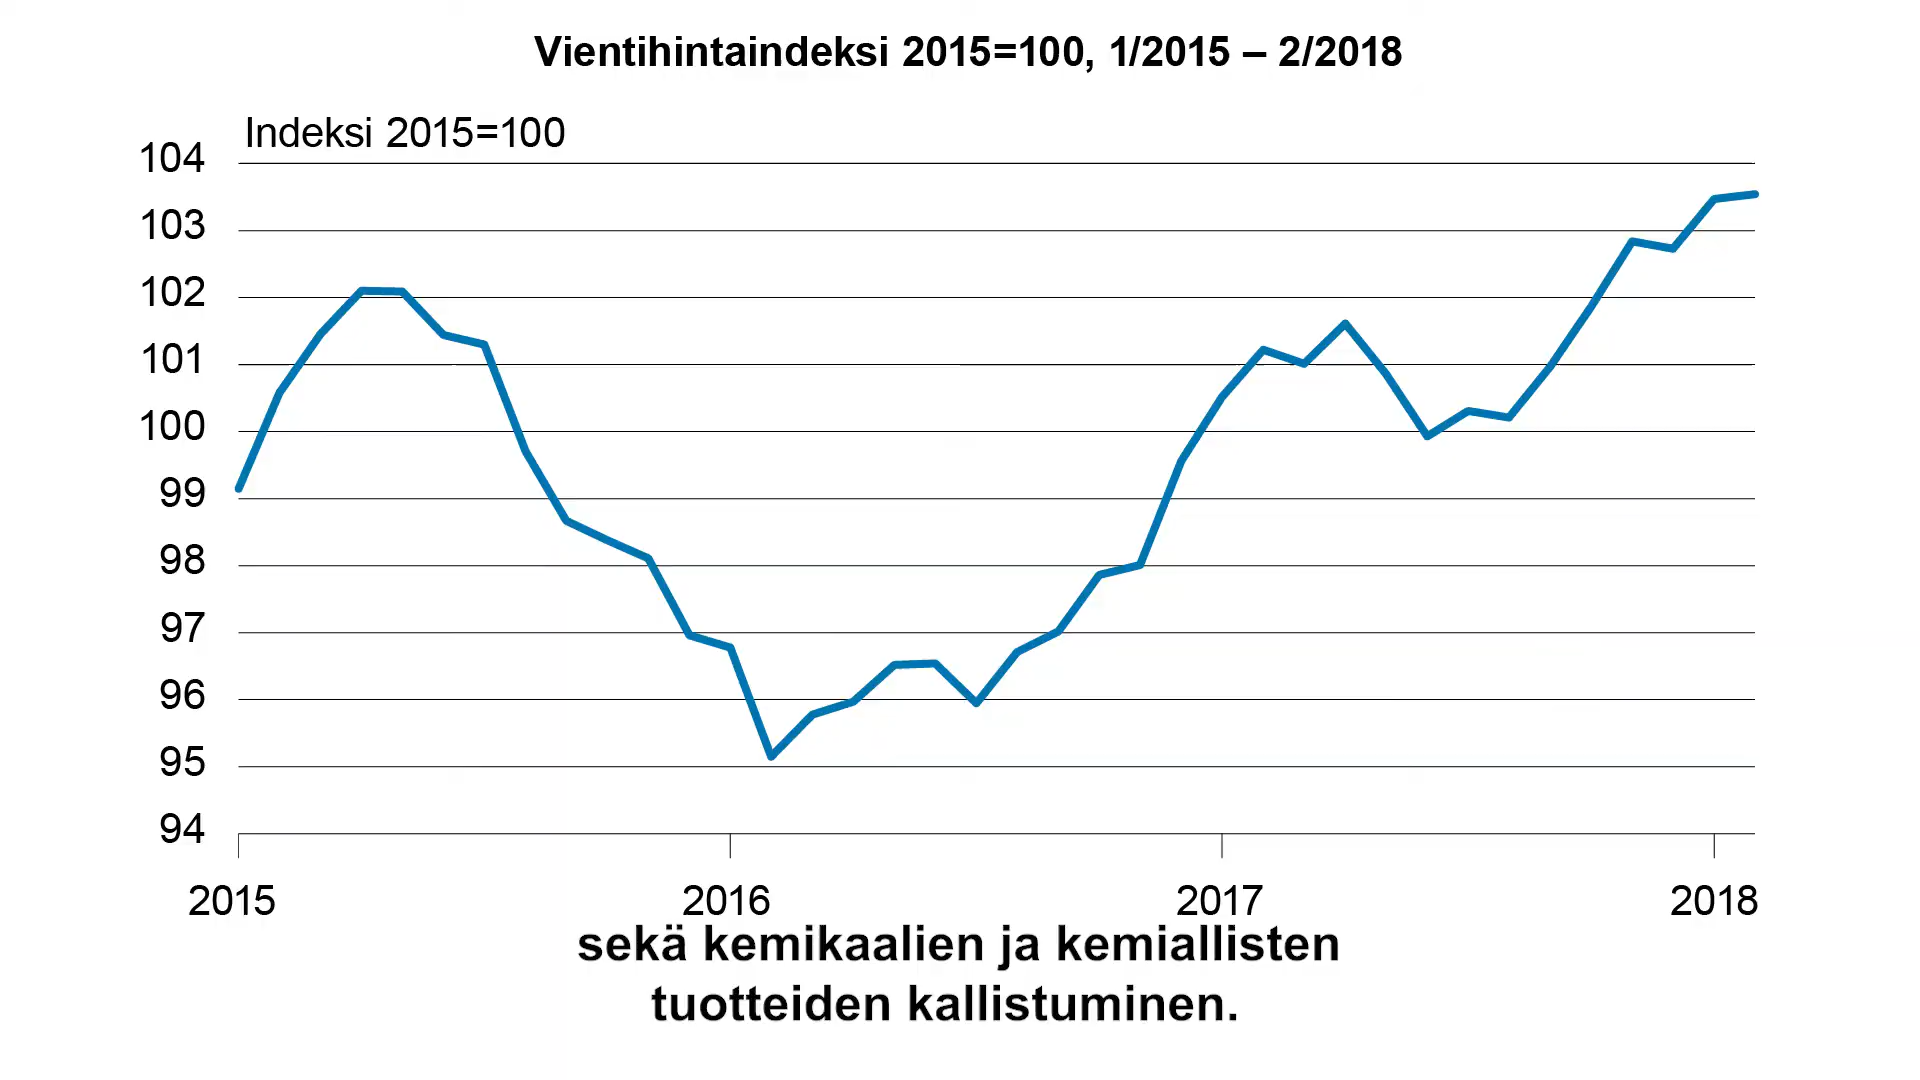 Vientihintaindeksi 2015=100, 1/2015 – 2/2018
Indeksi 2015=100
104
103
102
101
100
99
98
97
96
95
94
2015 2016 2017 2018
sekä kemikaalien ja kemiallisten
tuotteiden kallistuminen.